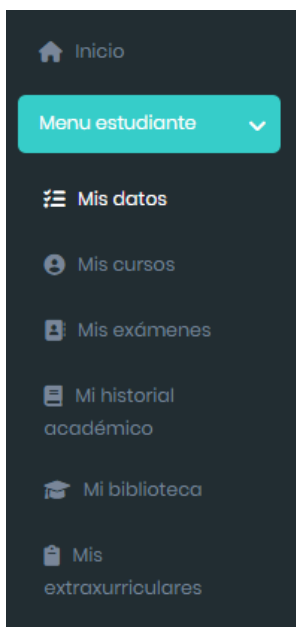 Inicio
Menu estudiante
Mis datos
Mis cursos
Mis exámenes
Mi historial
académico
Mi biblioteca
Mis
extraxurriculares